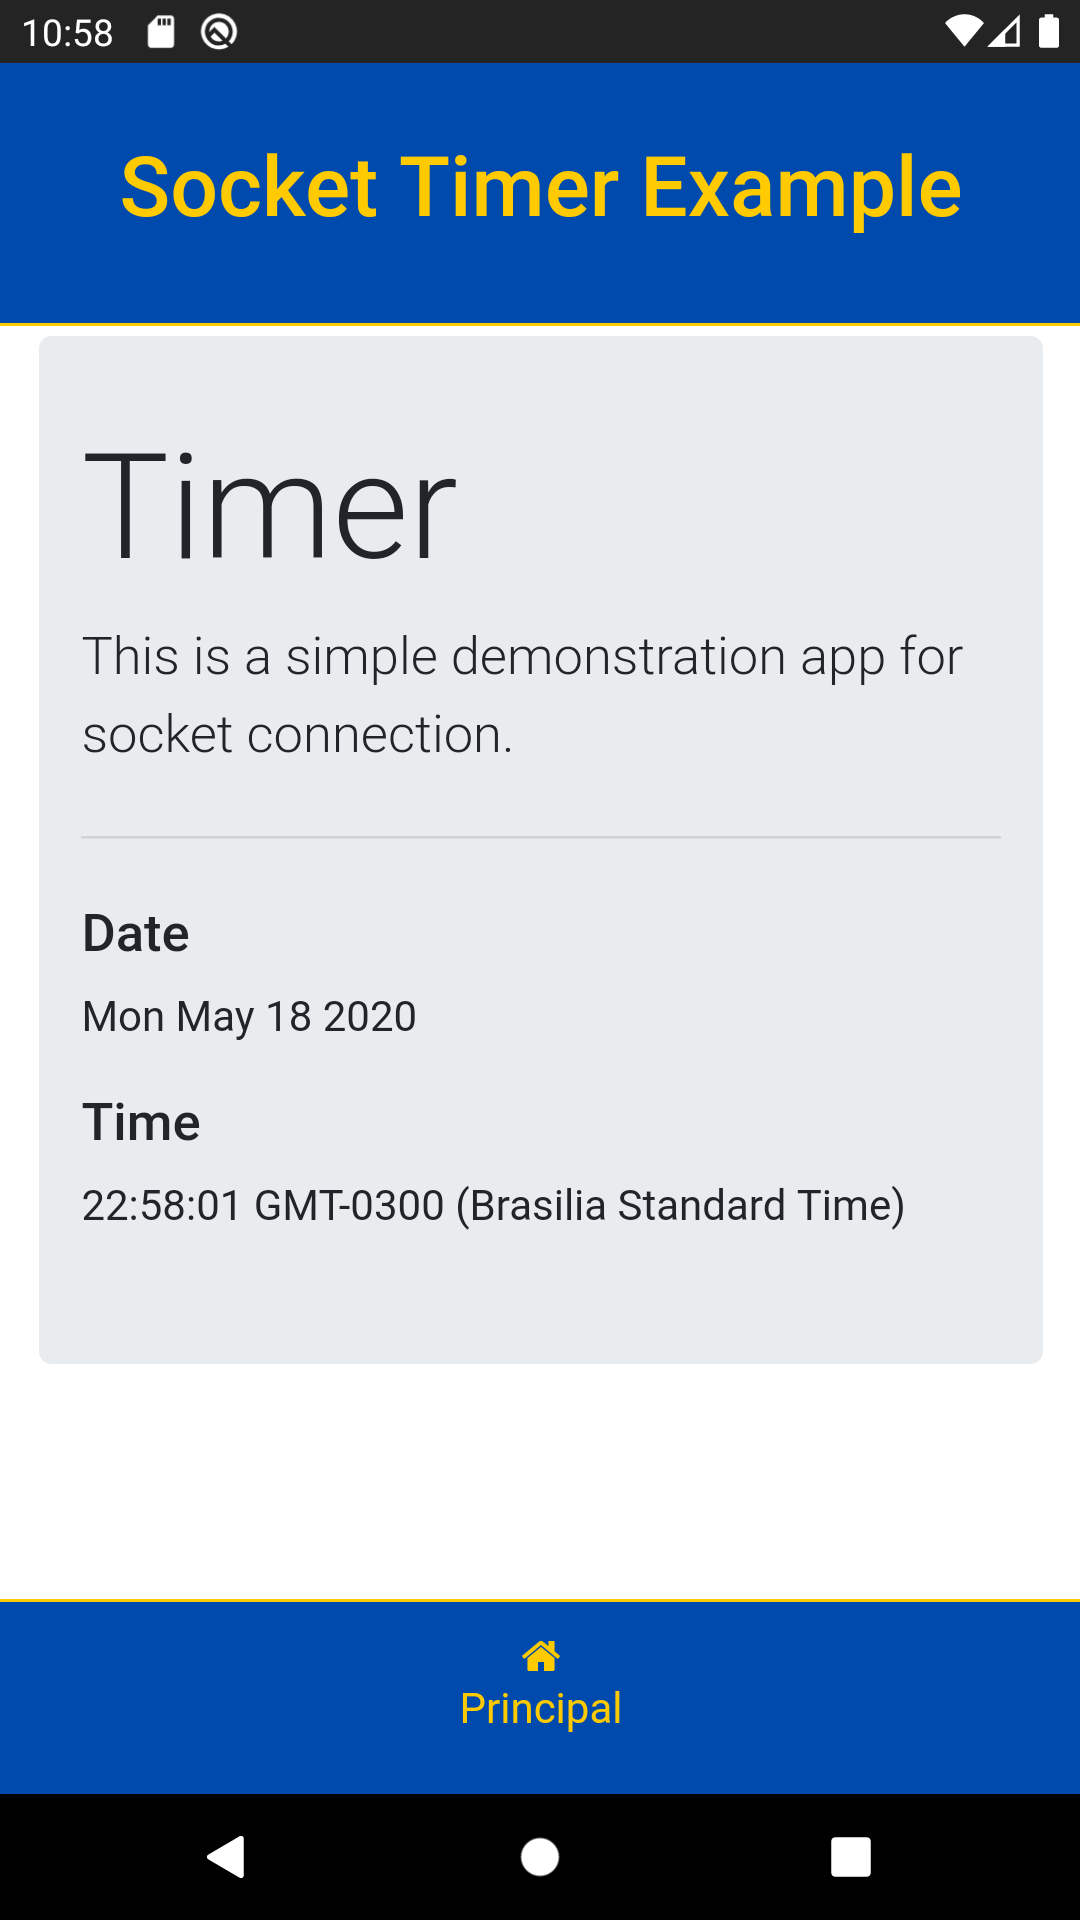 10:58
Socket Timer Example
Timer
This is a simple demonstration app for
socket connection.
Date
Mon May 18 2020
Time
22:58:01 GMT-0300 (Brasilia Standard Time)
Principal